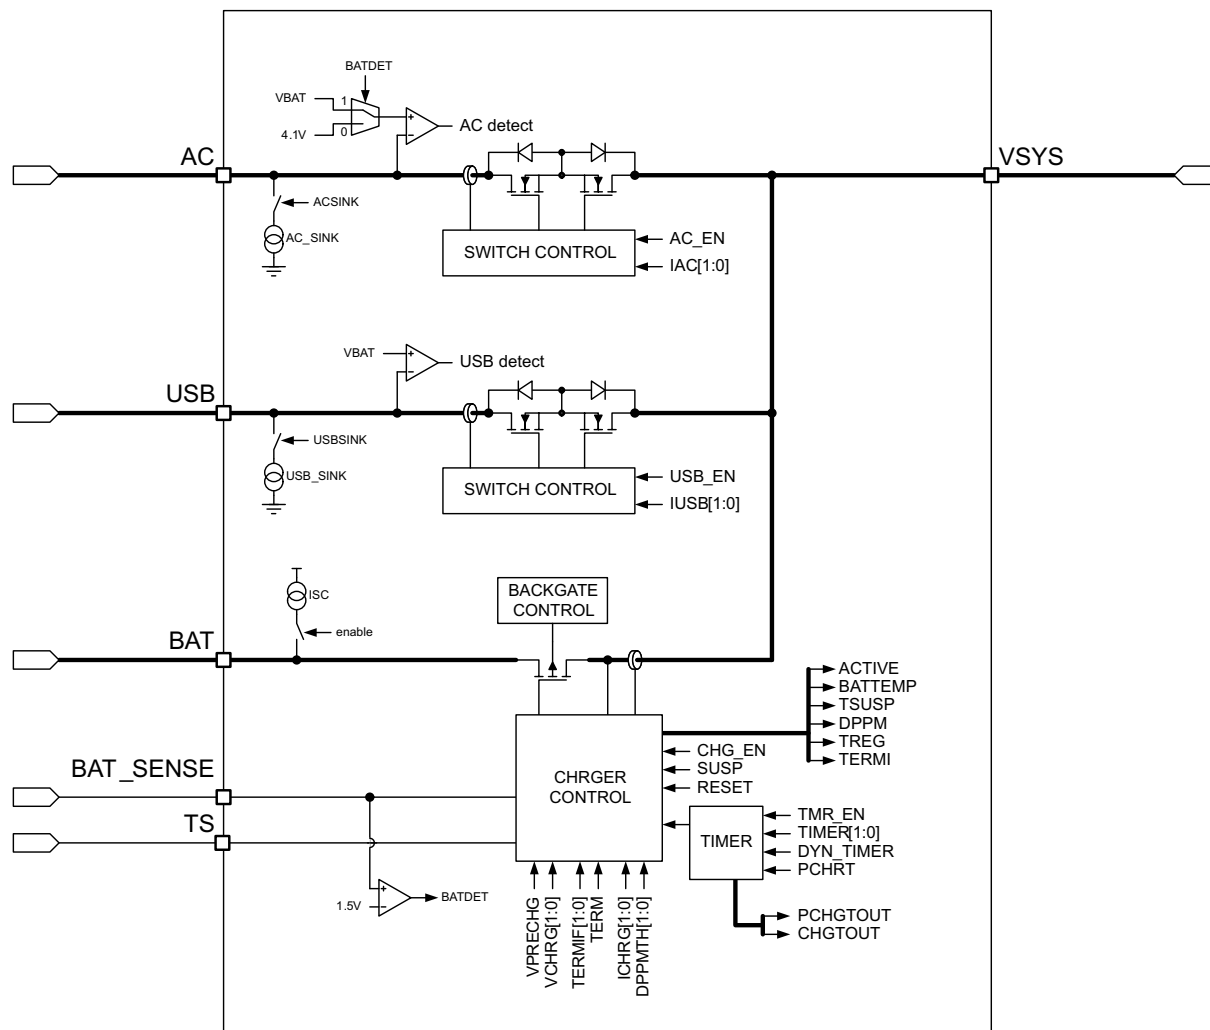 BATDET
VBAT
1
4.1V
0
+
−
AC detect
AC
VSYS
ACSINK
AC_SINK
SWITCH CONTROL
AC_EN
IAC[1:0]
VBAT
+
−
USB detect
USB
USBSINK
USB_SINK
SWITCH CONTROL
USB_EN
IUSB[1:0]
ISC
enable
BACKGATE
CONTROL
BAT
ACTIVE
BATTEMP
TSUSP
DPPM
TREG
TERMI
CHG_EN
SUSP
RESET
BAT_SENSE
CHRGER
CONTROL
TS
TIMER
TMR_EN
TIMER[1:0]
DYN_TIMER
PCHRT
1.5V
+
−
BATDET
VPRECHG
VCHRG[1:0]
TERMIF[1:0]
TERM
ICHRG[1:0]
DPPMTH[1:0]
PCHGTOUT
CHGTOUT